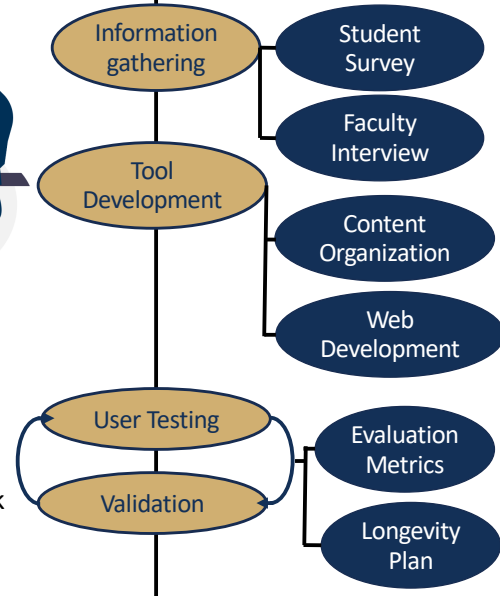 Information
gathering
Student
Survey
Faculty
Interview
Tool
Development
Content
Organization
Web
Development
User Testing
Evaluation
Metrics
Validation
k
Longevity
Plan